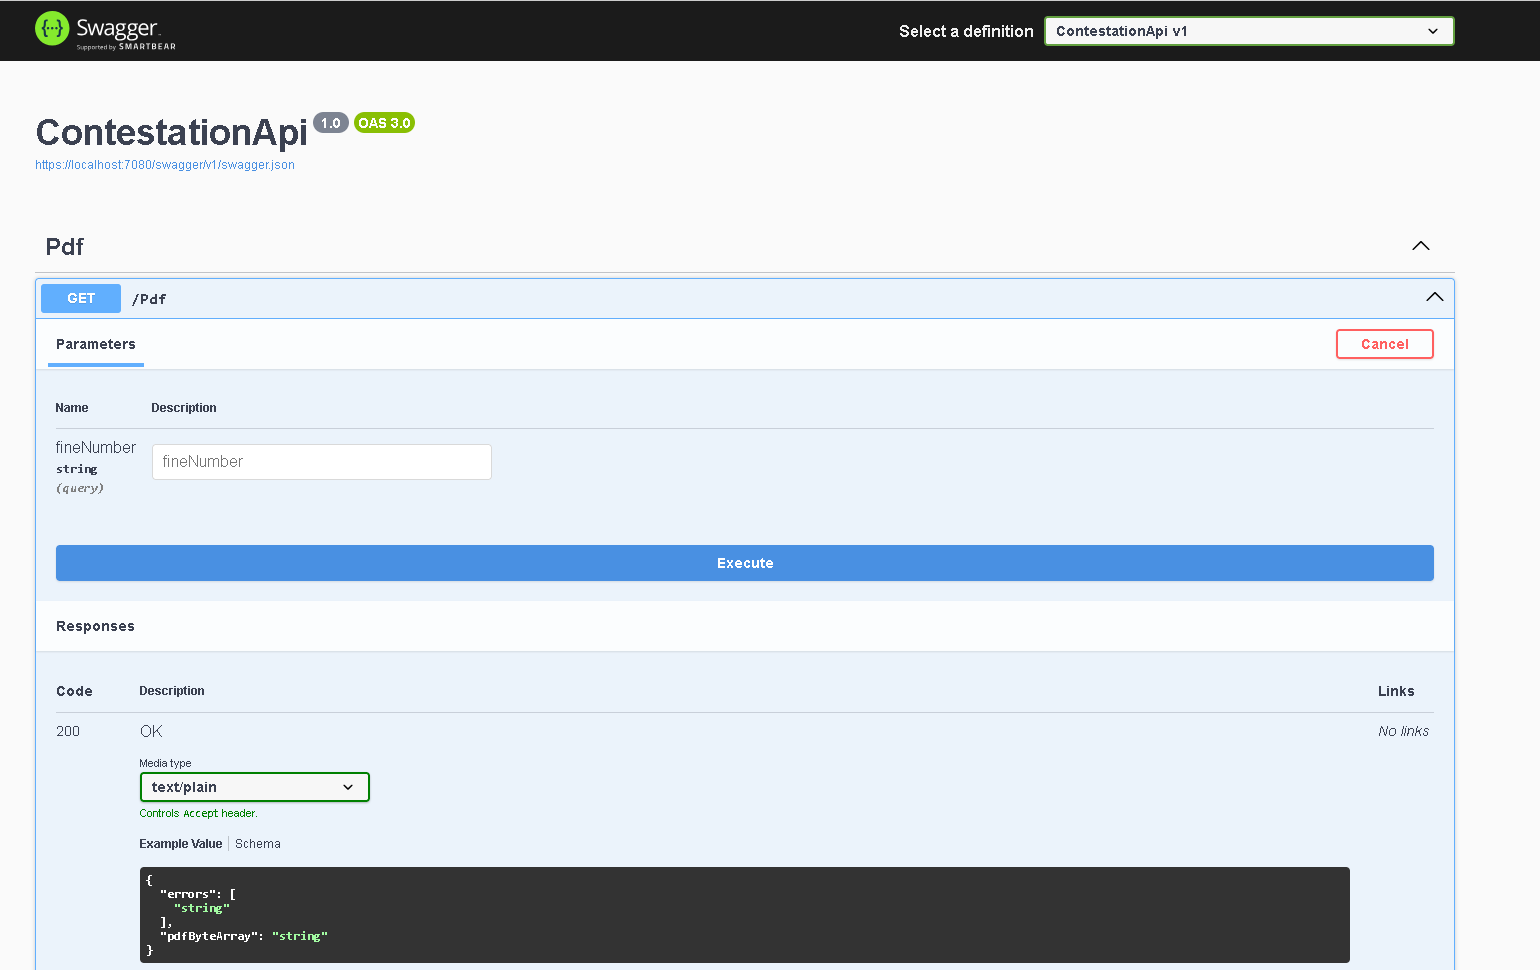 Swagger
Supported by SMARTBEAR
Select a definition
ContestationApi v1
ContestationApi 1.0 OAS 3.0
https://localhost:7080/swagger/v1/swagger.json
Pdf
GET /Pdf
Parameters
Cancel
Name Description
fineNumber
string
(query)
fineNumber
Execute
Responses
Code Description Links
200 OK No links
Media type
text/plain
Controls Accept header.
Example Value Schema
{
"errors": [
"string"
],
"pdfByteArray": "string"
}